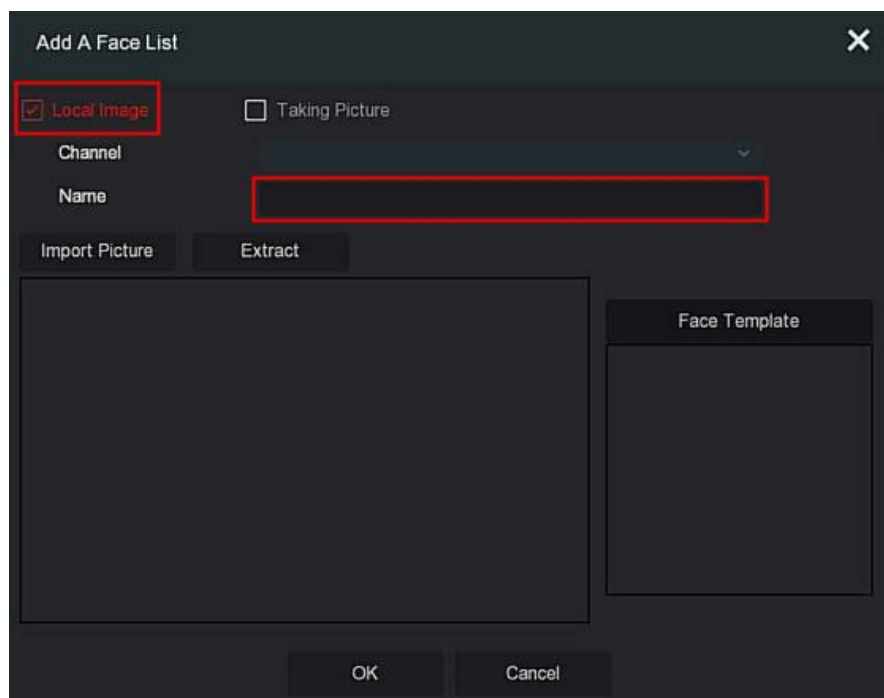 Add A Face List
Local Image Taking Picture
Channel
Name
Import Picture Extract
Face Template
OK Cancel